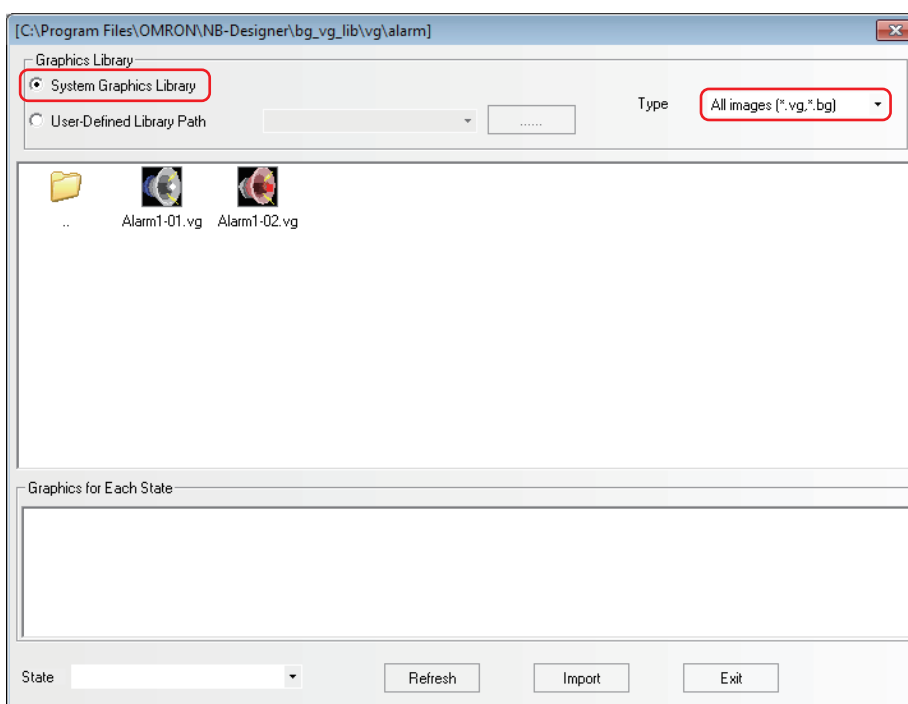 [C:\Program Files\OMRON\NB-Designer\bg_vg_lib\vg\alarm]
Graphics Library
System Graphics Library
Type
All images (*.vg,*.bg)
User-Defined Library Path
......
..
Alarm1-01.vg
Alarm1-02.vg
Graphics for Each State
State
Refresh
Import
Exit